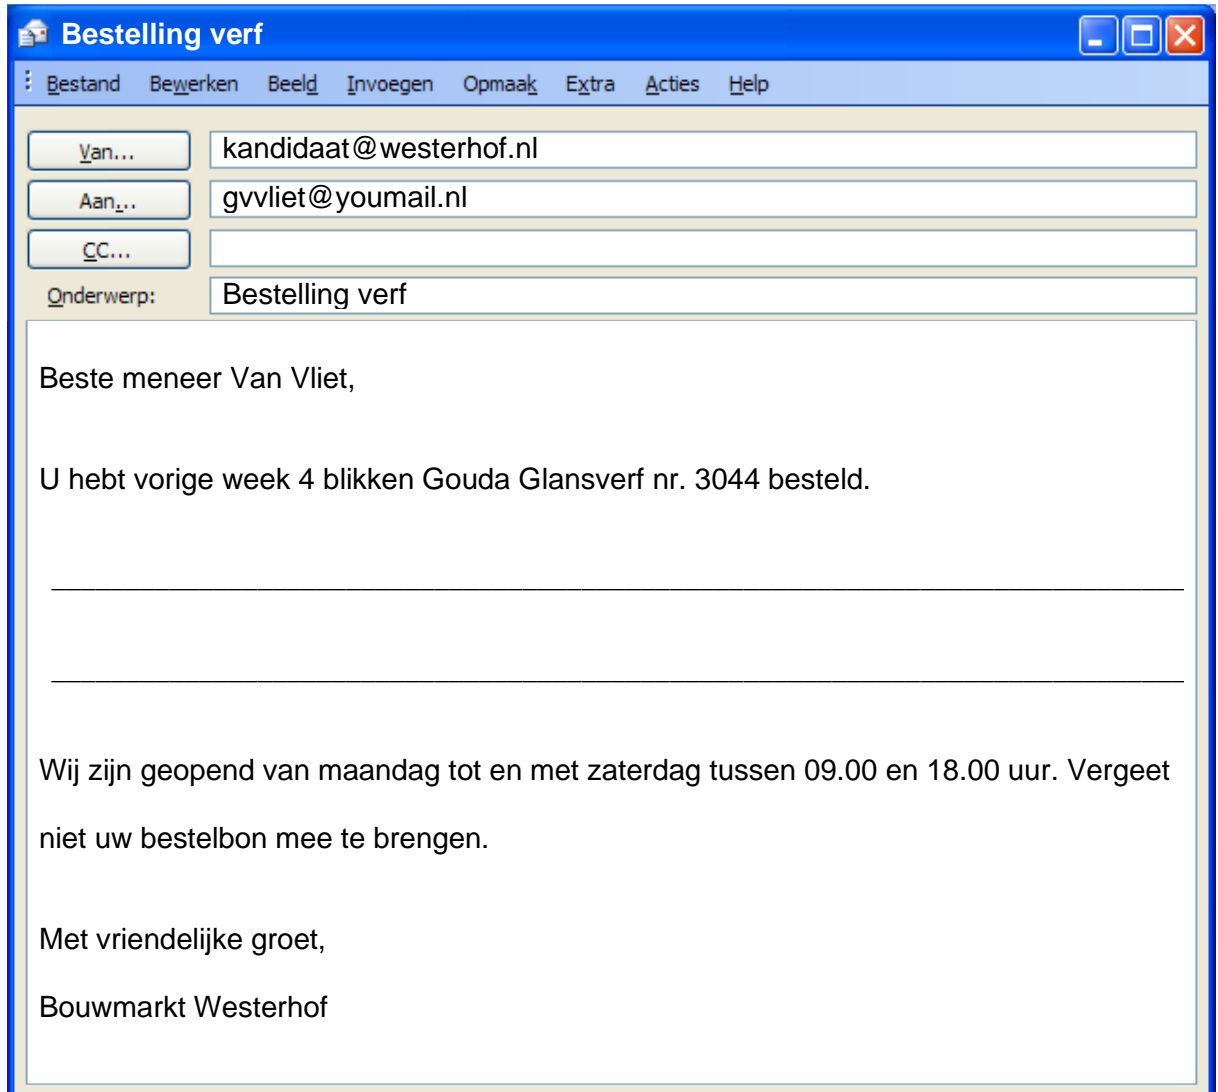 Bestelling verf
Bestand Bewerken Beeld Invoegen Opmaak Extra Acties Help
Van... kandidaat@westerhof.nl
Aan... gvvliet@youmail.nl
CC...
Onderwerp: Bestelling verf
Beste meneer Van Vliet,
U hebt vorige week 4 blikken Gouda Glansverf nr. 3044 besteld.
Wij zijn geopend van maandag tot en met zaterdag tussen 09.00 en 18.00 uur. Vergeet
niet uw bestelbon mee te brengen.
Met vriendelijke groet,
Bouwmarkt Westerhof